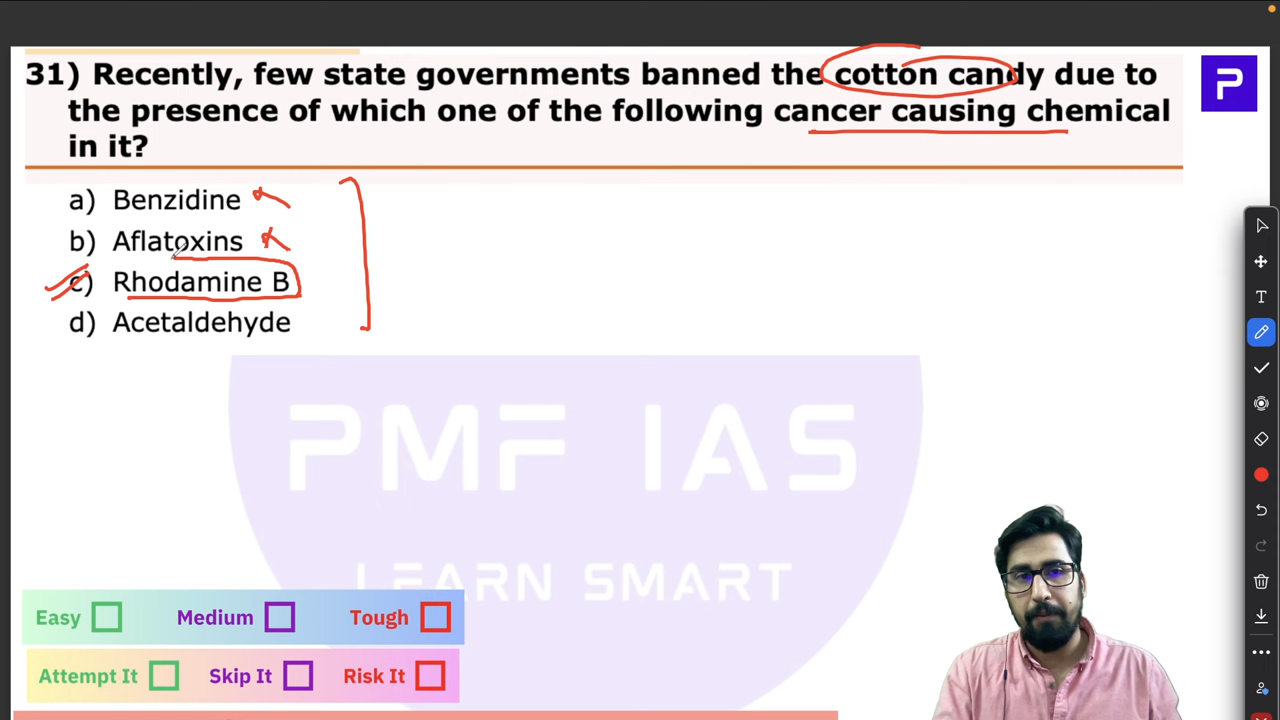 31) Recently, few state governments banned the cotton candy due to
the presence of which one of the following cancer causing chemical
in it?
P
a) Benzidine
b) Aflatoxins
c) Rhodamine B
d) Acetaldehyde
PMF IAS
LEARN SMART
Easy Medium Tough
Attempt It Skip It Risk It
T